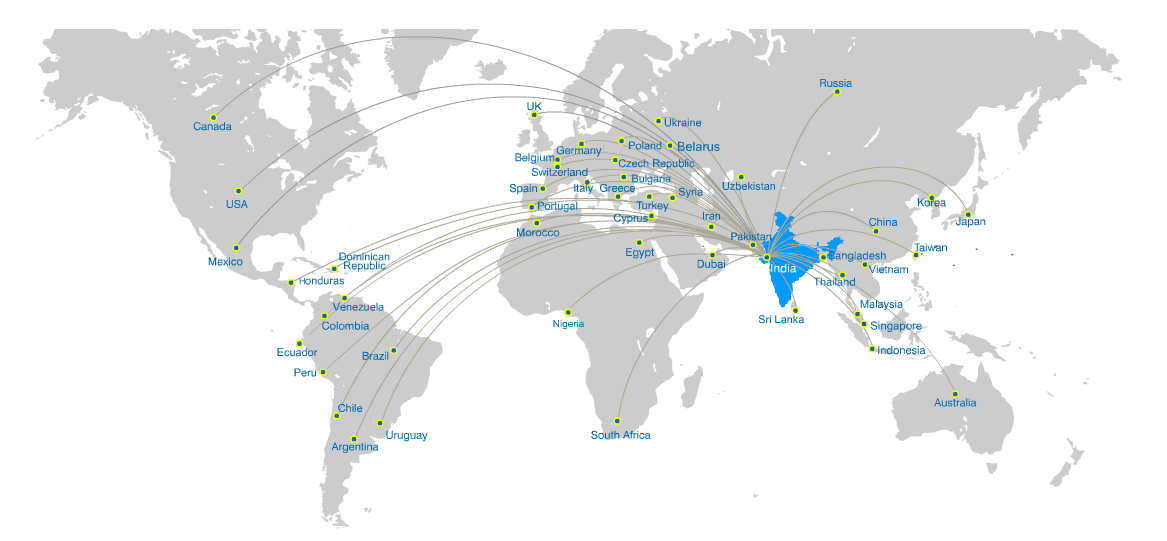 Russia
UK
Ukraine
Canada
Poland
Belarus
Germany
Belgium
Czech Republic
Switzerland
Bulgaria
Uzbekistan
Spain
Italy
Greece
Syria
USA
Portugal
Turkey
Korea
Cyprus
Iran
Japan
China
Morocco
Pakistan
Taiwan
Egypt
Mexico
Dominican
Republic
Dubai
India
Bangladesh
Vietnam
Honduras
Thailand
Venezuela
Malaysia
Colombia
Nigeria
Sri Lanka
Singapore
Ecuador
Brazil
Indonesia
Peru
Australia
Chile
Uruguay
South Africa
Argentina